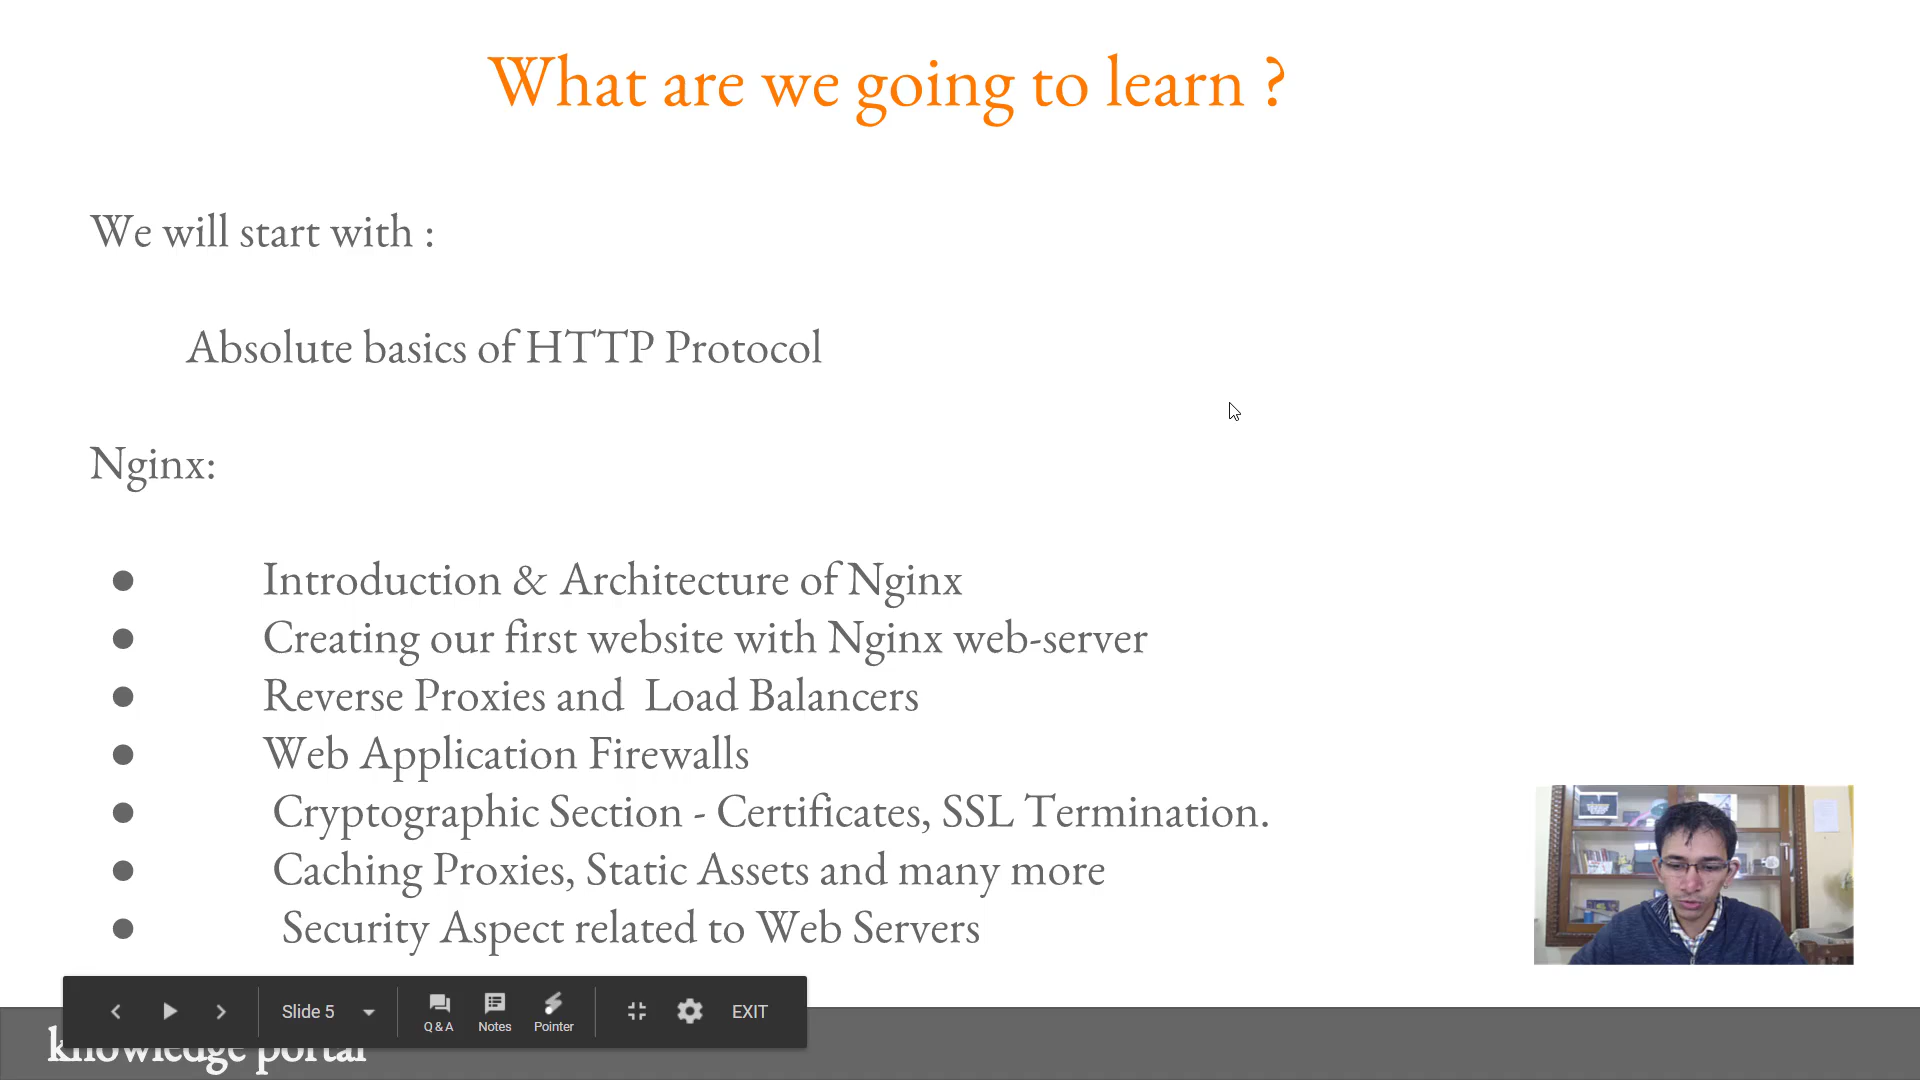 What are we going to learn ?
We will start with :
Absolute basics of HTTP Protocol
Nginx:
● Introduction & Architecture of Nginx
● Creating our first website with Nginx web-server
● Reverse Proxies and  Load Balancers
● Web Application Firewalls
● Cryptographic Section - Certificates, SSL Termination.
● Caching Proxies, Static Assets and many more
● Security Aspect related to Web Servers
Slide 5
Q & A
Notes
Pointer
EXIT
knowledge portal